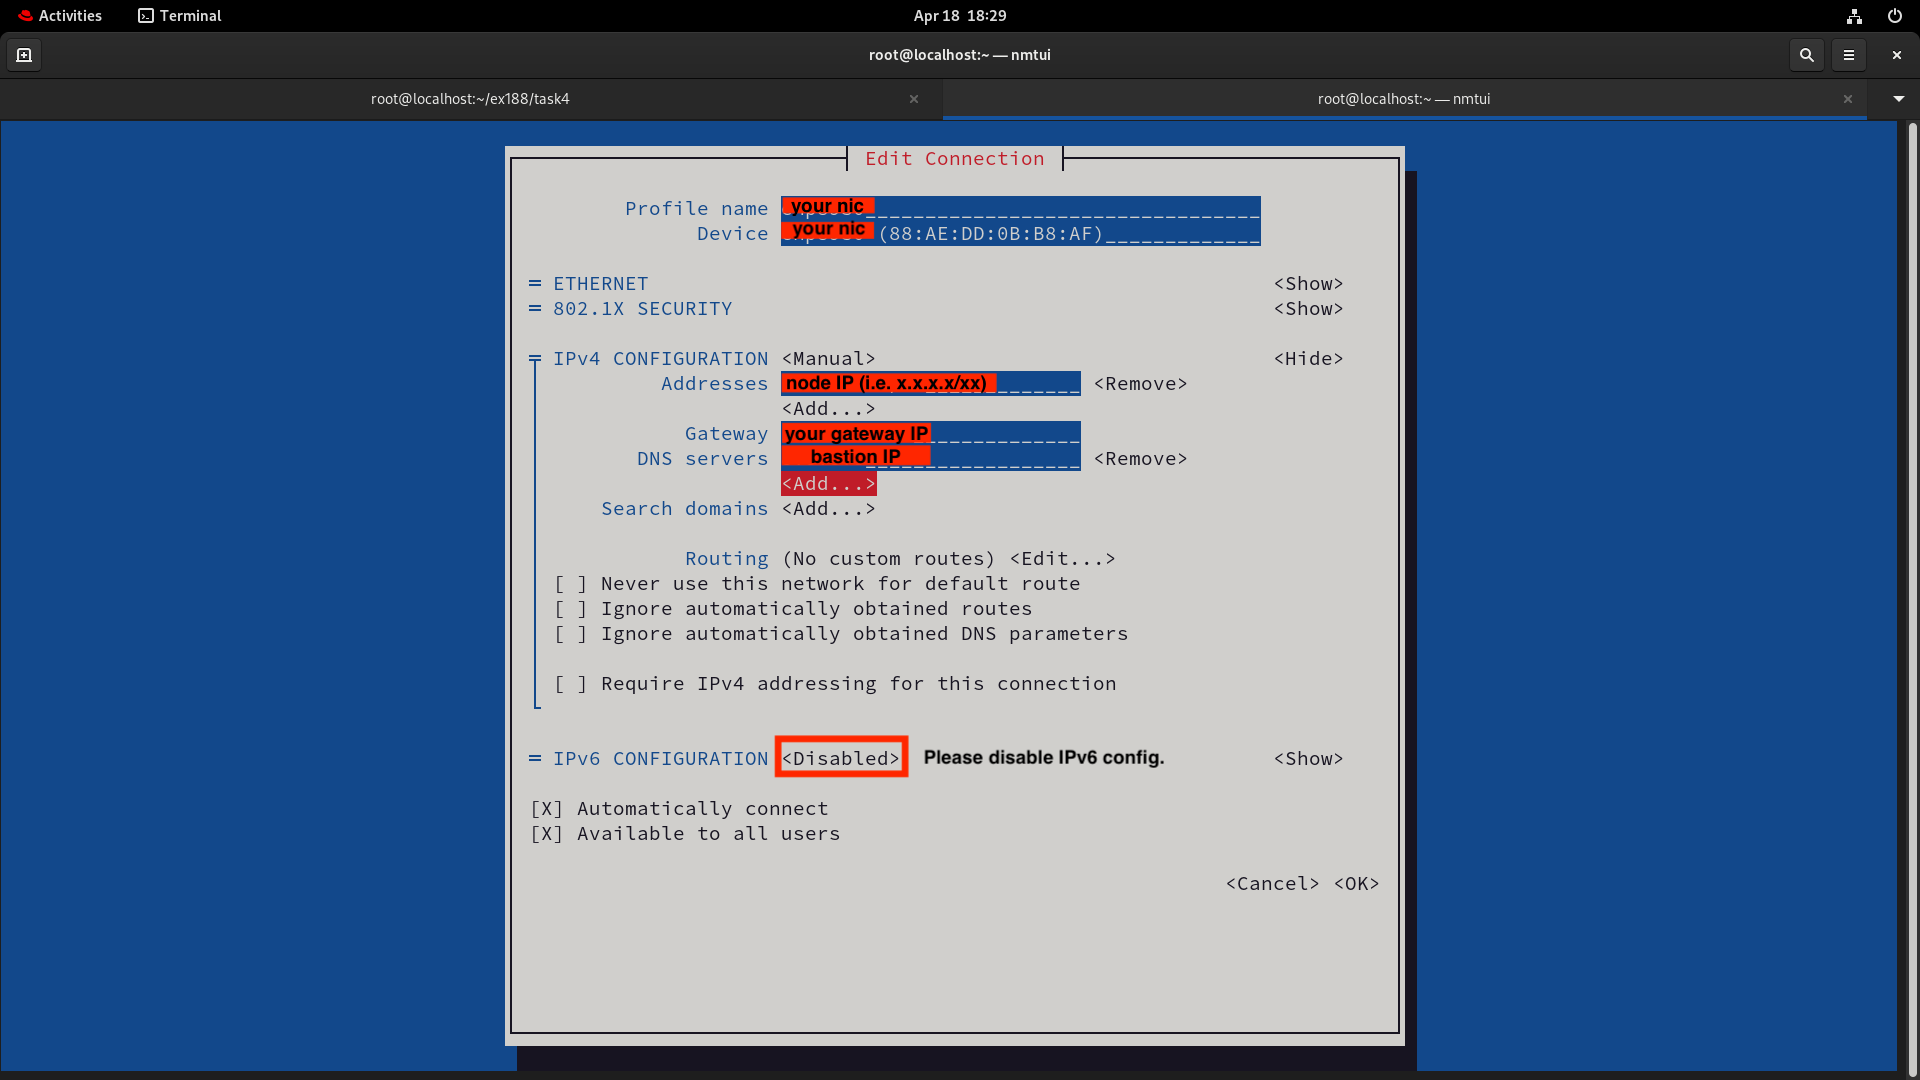 Activities Terminal Apr 18 18:29
root@localhost:~ — nmtui
root@localhost:~/ex188/task4 × root@localhost:~ — nmtui ×
Edit Connection
Profile name your nic
Device your nic (88:AE:DD:0B:B8:AF)
= ETHERNET <Show>
= 802.1X SECURITY <Show>
IPv4 CONFIGURATION <Manual> <Hide>
Addresses node IP (i.e. x.x.x.x/xx) <Remove>
<Add...>
Gateway your gateway IP
DNS servers bastion IP <Remove>
<Add...>
Search domains <Add...>
Routing (No custom routes) <Edit...>
[ ] Never use this network for default route
[ ] Ignore automatically obtained routes
[ ] Ignore automatically obtained DNS parameters
[ ] Require IPv4 addressing for this connection
= IPv6 CONFIGURATION <Disabled> Please disable IPv6 config. <Show>
[X] Automatically connect
[X] Available to all users
<Cancel> <OK>